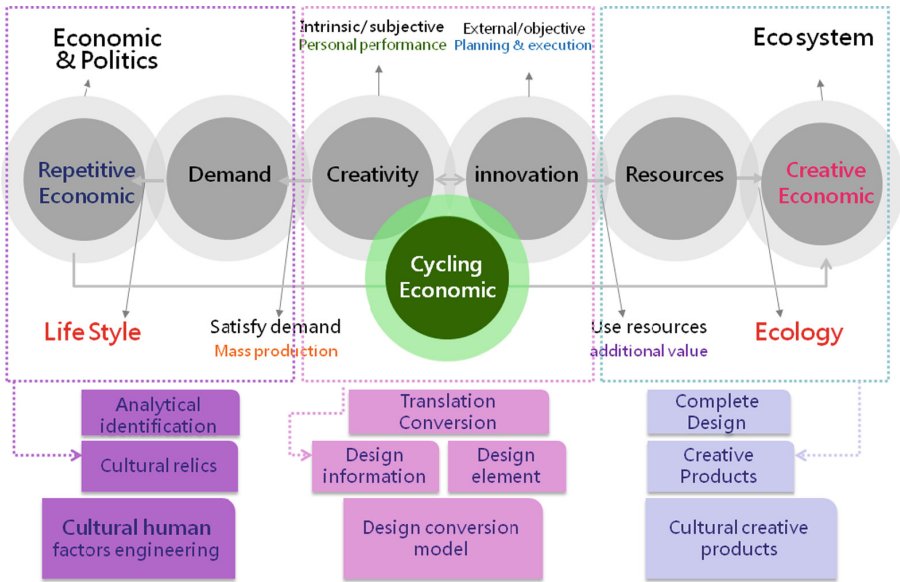 Economic
& Politics
Intrinsic/ subjective
Personal performance
External/objective
Planning & execution
Eco system
Repetitive
Economic
Demand
Creativity
innovation
Resources
Creative
Economic
Cycling
Economic
Life Style
Satisfy demand
Mass production
Use resources
additional value
Ecology
Analytical
identification
Cultural relics
Cultural human
factors engineering
Translation
Conversion
Design
information
Design
element
Design conversion
model
Complete
Design
Creative
Products
Cultural creative
products